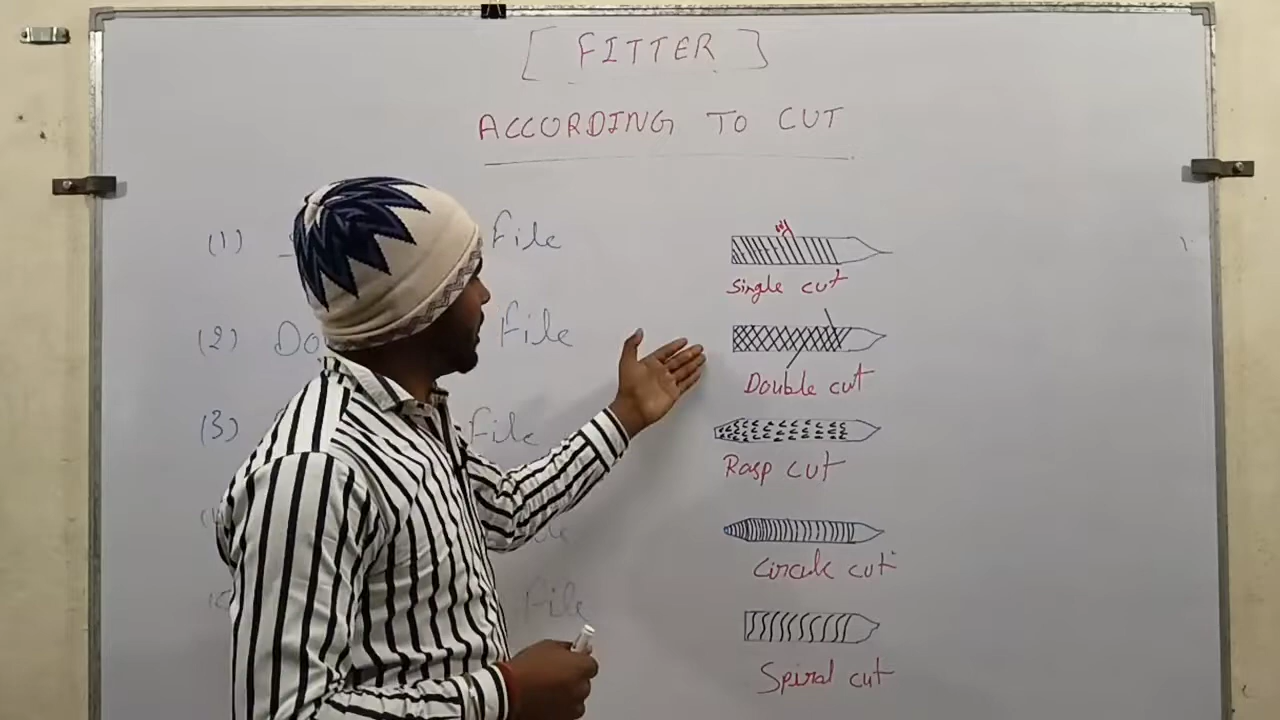 [ FITTER ]
ACCORDING TO CUT
(1) File
(2) Do File
(3) File
File
Single cut
Double cut
Rasp cut
Circule cut
Spiral cut